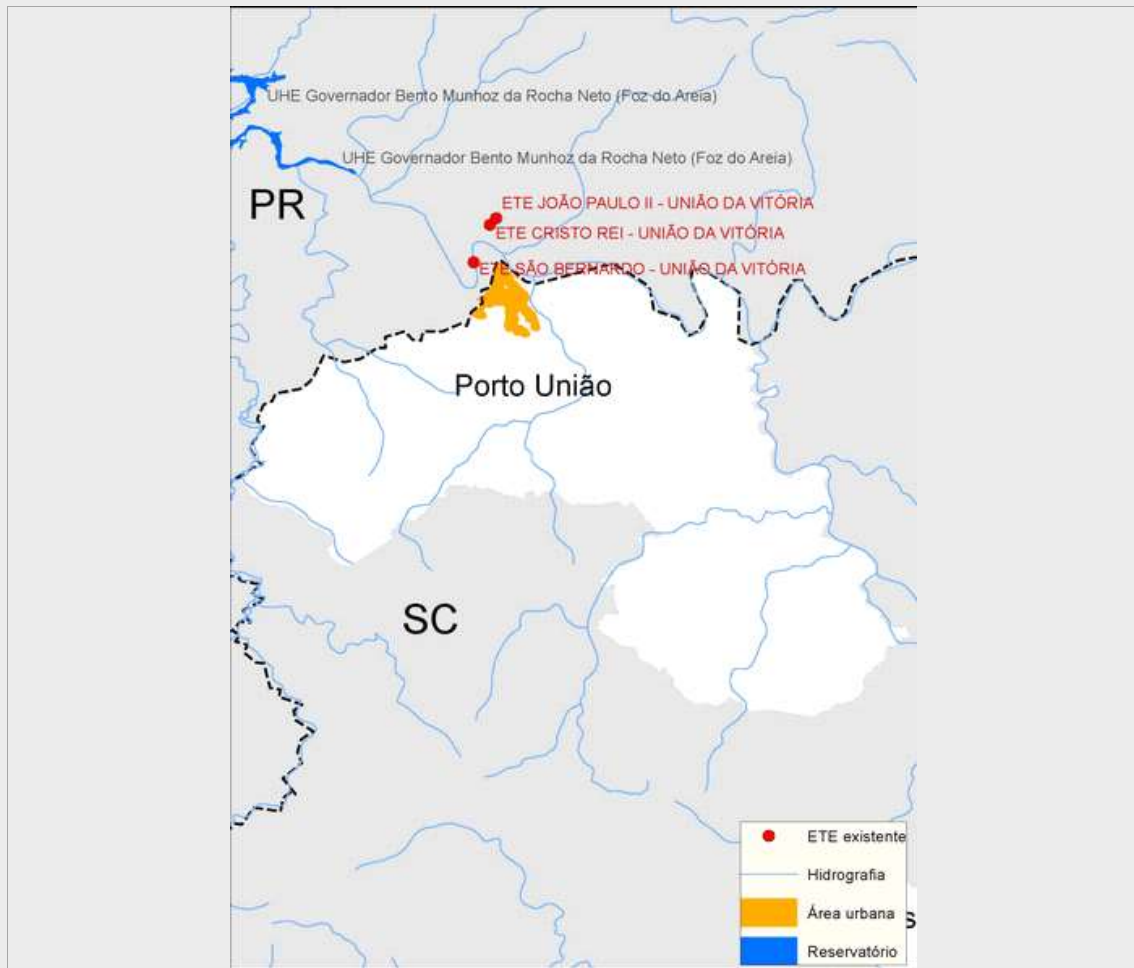 UHE Governador Bento Munhoz da Rocha Neto (Foz do Areia)
UHE Governador Bento Munhoz da Rocha Neto (Foz do Areia)
PR
ETE JOÃO PAULO II - UNIÃO DA VITÓRIA
ETE CRISTO REI - UNIÃO DA VITÓRIA
ETE SÃO BERNARDO - UNIÃO DA VITÓRIA
Porto União
SC
ETE existente
Hidrografia
Área urbana
s
Reservatório